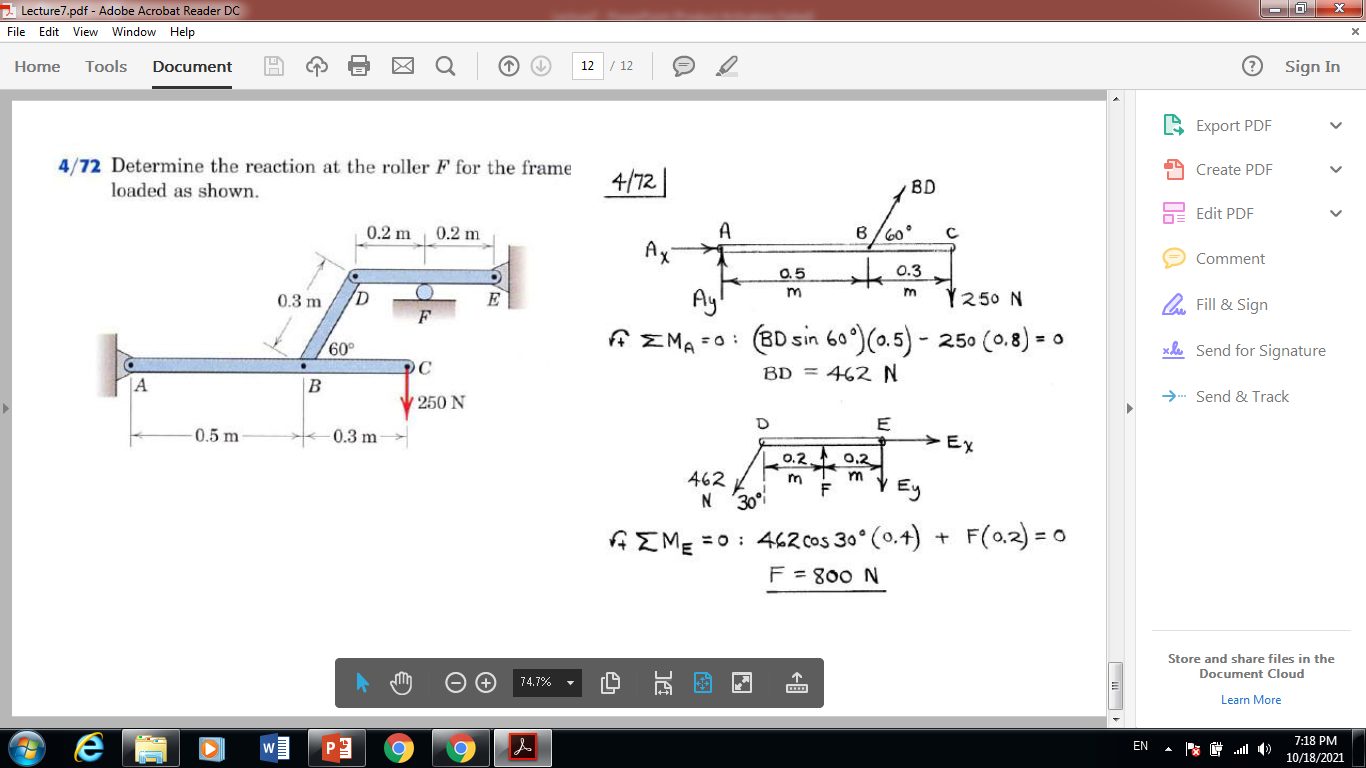 Lecture7.pdf - Adobe Acrobat Reader DC
File Edit View Window Help
Home Tools Document 12 / 12 Sign In
4/72 Determine the reaction at the roller F for the frame
loaded as shown.
0.2 m 0.2 m
0.3 m
D
E
F
60°
A
B
C
250 N
0.5 m 0.3 m
4/72
BD
A B 60° C
Ax
0.5 m
0.3 m
Ay
250 N
↶+ ΣM_A = 0 : (BD sin 60°)(0.5) - 250 (0.8) = 0
BD = 462 N
D E
Ex
0.2 m
0.2 m
462 N
30°
F
Ey
↶+ ΣM_E = 0 : 462 cos 30° (0.4) + F(0.2) = 0
F = 800 N
74.7%
Export PDF
Create PDF
Edit PDF
Comment
Fill & Sign
Send for Signature
Send & Track
Store and share files in the
Document Cloud
Learn More
EN
7:18 PM
10/18/2021